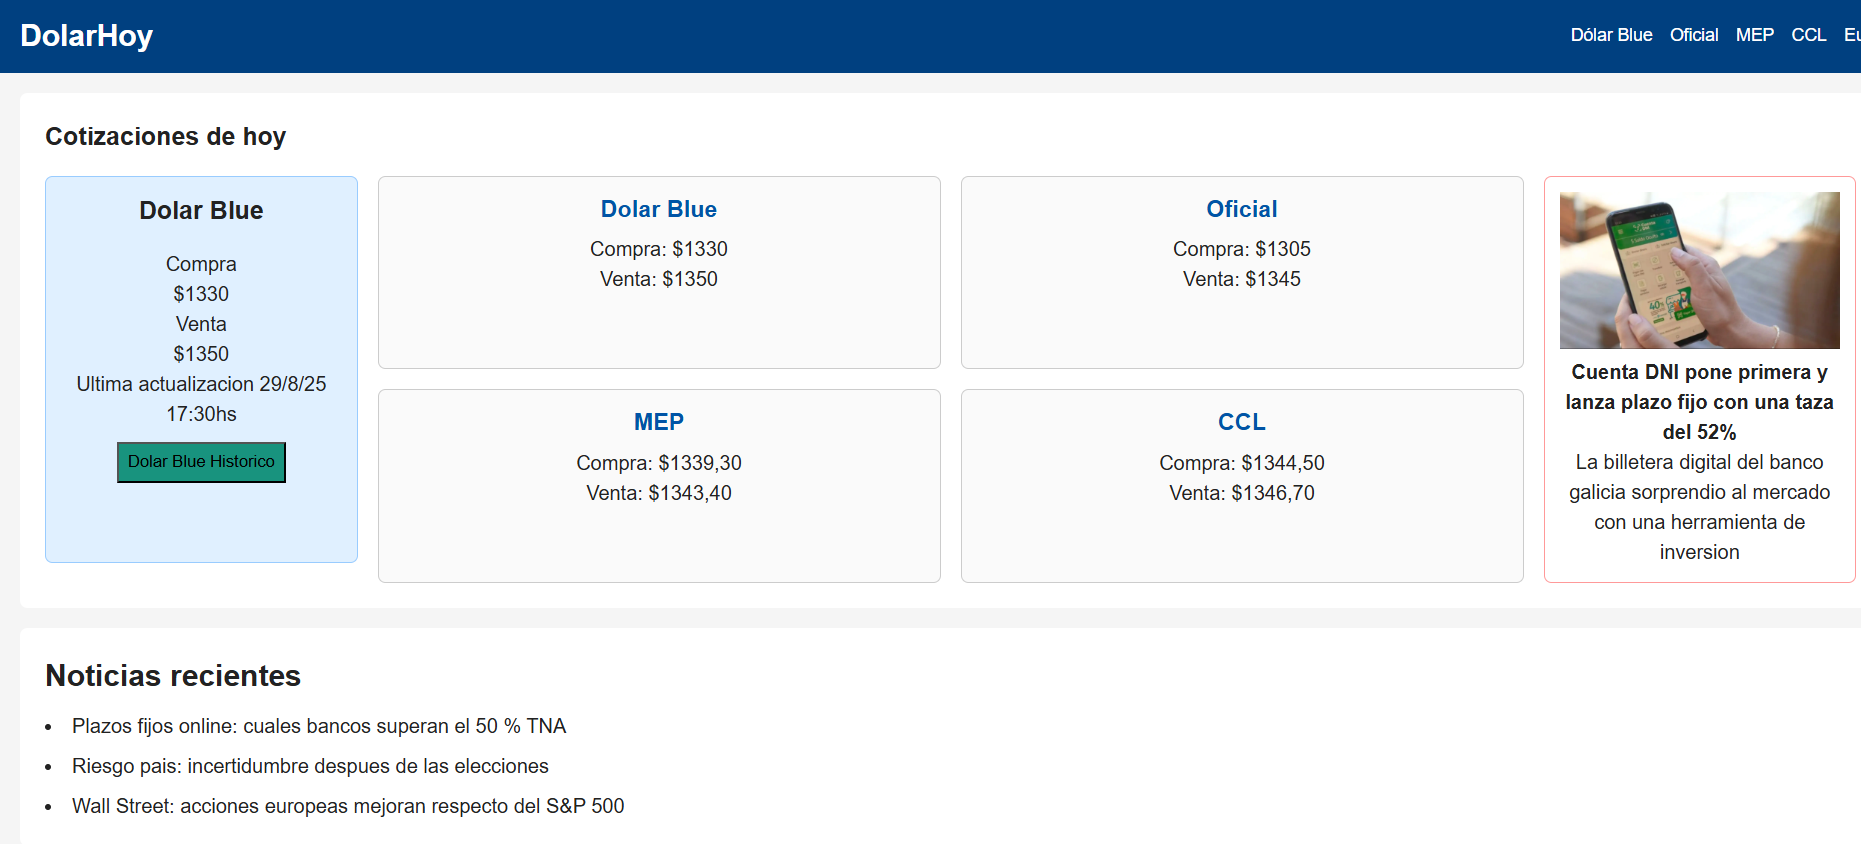 DolarHoy
Dólar Blue Oficial MEP CCL Eu
Cotizaciones de hoy
Dolar Blue
Compra
$1330
Venta
$1350
Ultima actualizacion 29/8/25
17:30hs
Dolar Blue Historico
Dolar Blue
Compra: $1330
Venta: $1350
Oficial
Compra: $1305
Venta: $1345
MEP
Compra: $1339,30
Venta: $1343,40
CCL
Compra: $1344,50
Venta: $1346,70
40%
Cuenta DNI pone primera y
lanza plazo fijo con una taza
del 52%
La billetera digital del banco
galicia sorprendio al mercado
con una herramienta de
inversion
Noticias recientes
Plazos fijos online: cuales bancos superan el 50 % TNA
Riesgo pais: incertidumbre despues de las elecciones
Wall Street: acciones europeas mejoran respecto del S&P 500